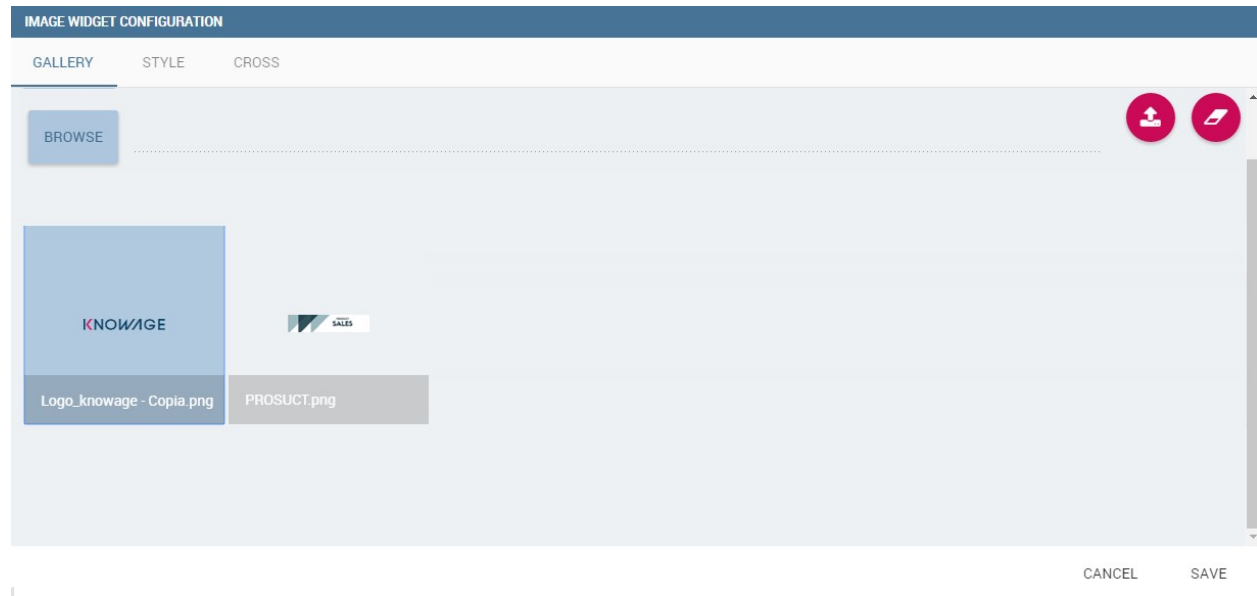 IMAGE WIDGET CONFIGURATION
GALLERY STYLE CROSS
BROWSE
KNOWAGE
SALES
Logo_knowage - Copia.png PROSUCT.png
CANCEL SAVE